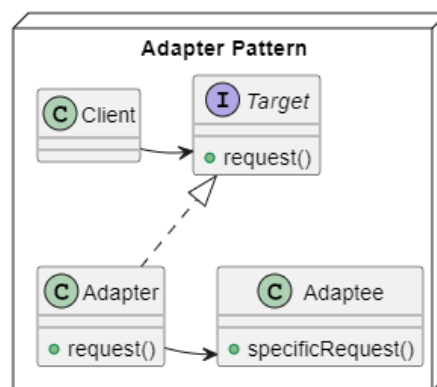 Adapter Pattern
C Client
I Target
request()
C Adapter
request()
C Adaptee
specificRequest()